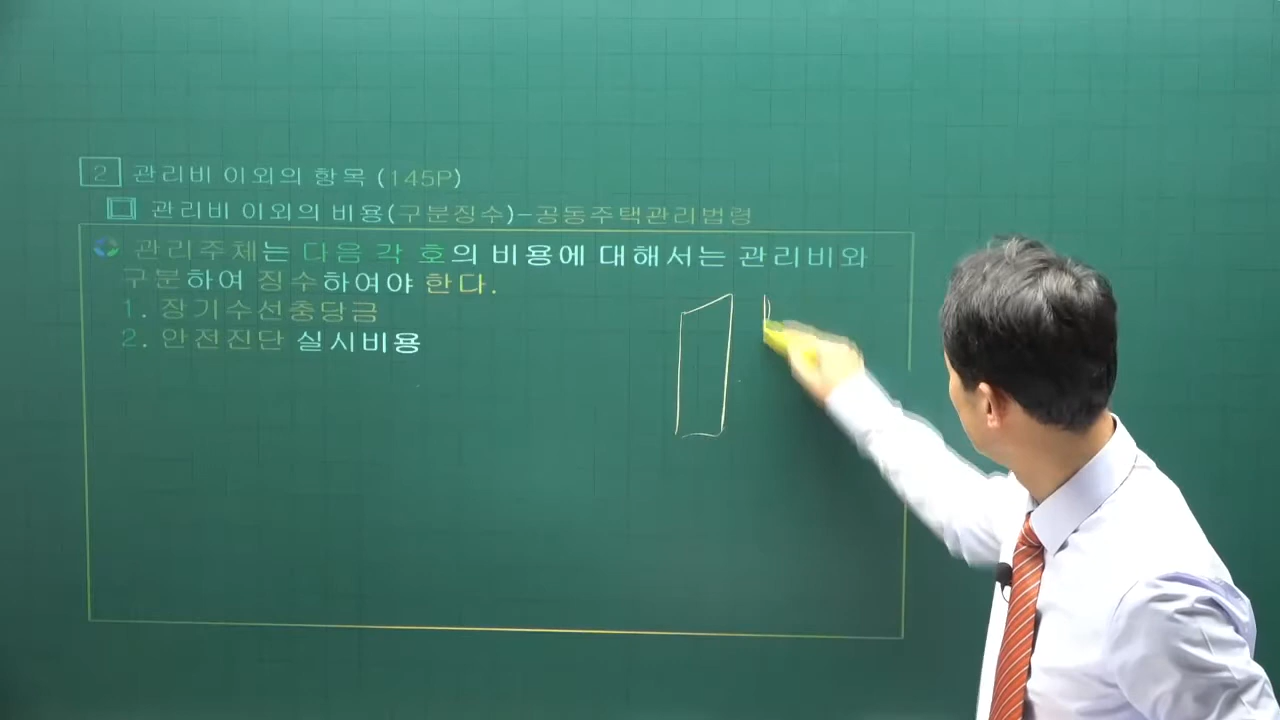 2 관리비 이외의 항목 (145P)
관리비 이외의 비용(구분징수)-공동주택관리법령
관리주체는 다음 각 호의 비용에 대해서는 관리비와
구분하여 징수하여야 한다.
1. 장기수선충당금
2. 안전진단 실시비용